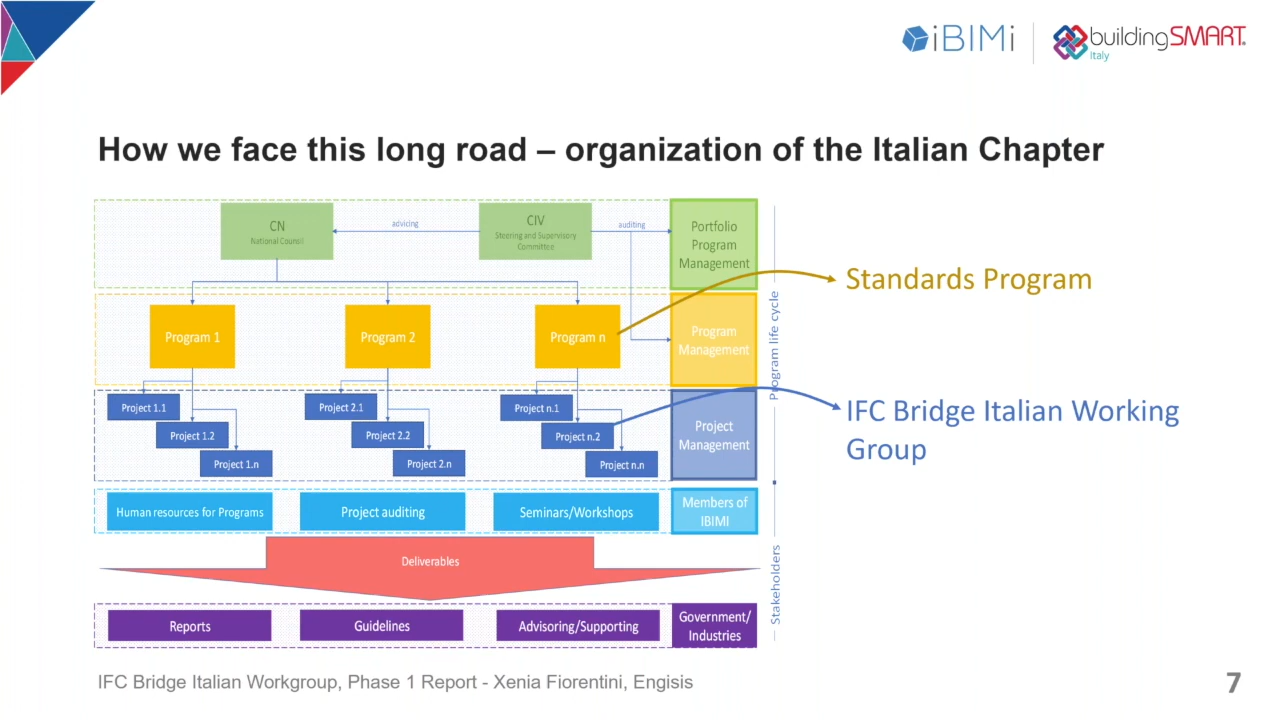 iBIMi
buildingSMART
Italy
How we face this long road – organization of the Italian Chapter
CN
National Council
advicing
CIV
Steering and Supervisory
Committee
auditing
Portfolio
Program
Management
Standards Program
Program 1
Program 2
Program n
Program
Management
Program life cycle
Project 1.1
Project 1.2
Project 1.n
Project 2.1
Project 2.2
Project 2.n
Project n.1
Project n.2
Project n.n
Project
Management
IFC Bridge Italian Working
Group
Human resources for Programs
Project auditing
Seminars/Workshops
Members of
iBIMI
Deliverables
Stakeholders
Reports
Guidelines
Advisoring/Supporting
Government/
Industries
IFC Bridge Italian Workgroup, Phase 1 Report - Xenia Fiorentini, Engisis
7